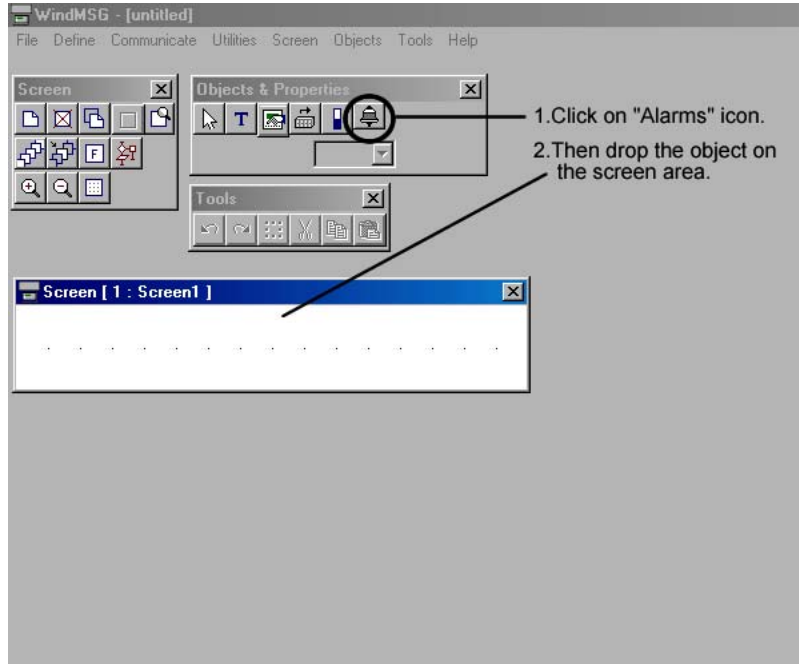 WindMSG - [untitled]
File Define Communicate Utilities Screen Objects Tools Help
Screen
Objects & Properties
T
F
1.Click on "Alarms" icon.
2.Then drop the object on
the screen area.
Tools
Screen [ 1 : Screen1 ]